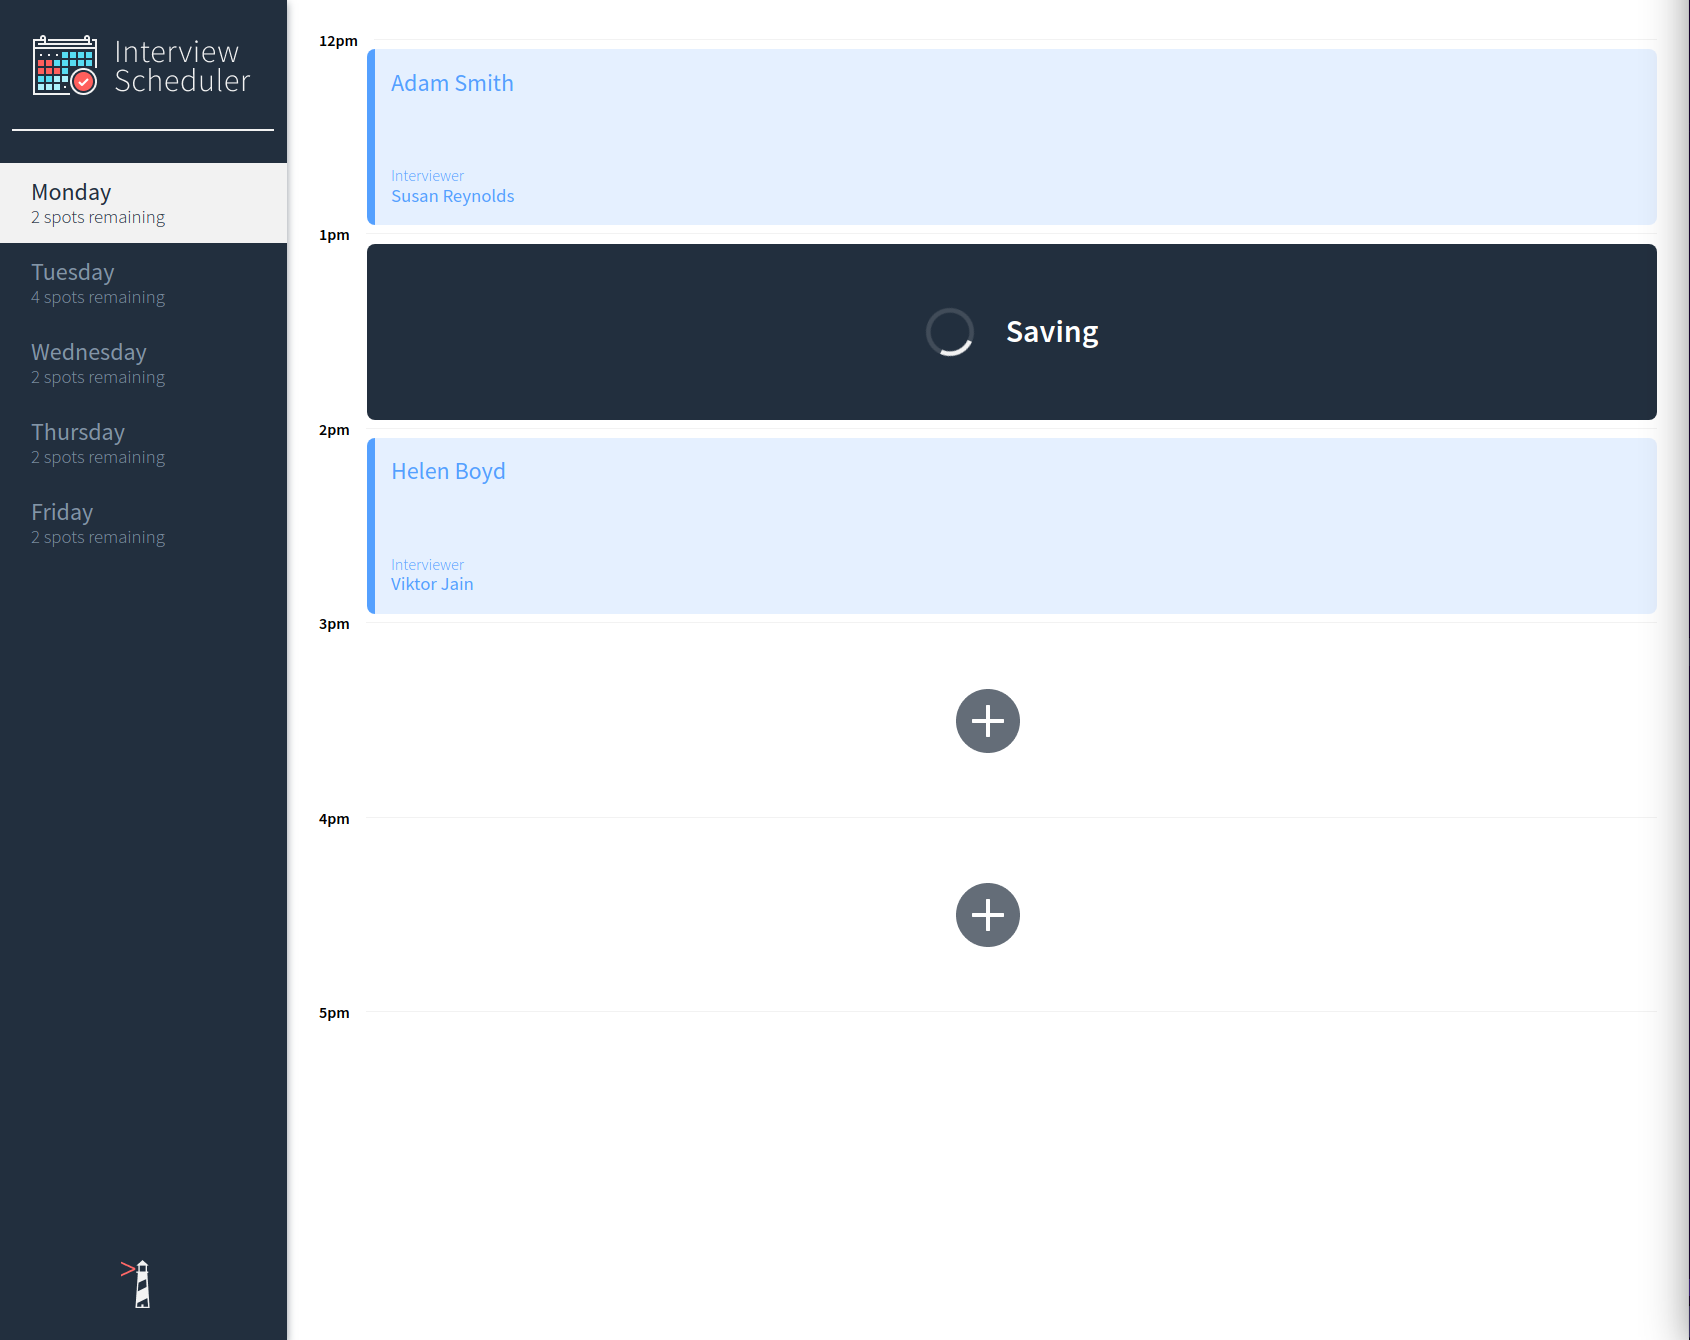 Interview
Scheduler
Monday
2 spots remaining
Tuesday
4 spots remaining
Wednesday
2 spots remaining
Thursday
2 spots remaining
Friday
2 spots remaining
12pm
Adam Smith
Interviewer
Susan Reynolds
1pm
Saving
2pm
Helen Boyd
Interviewer
Viktor Jain
3pm
4pm
5pm